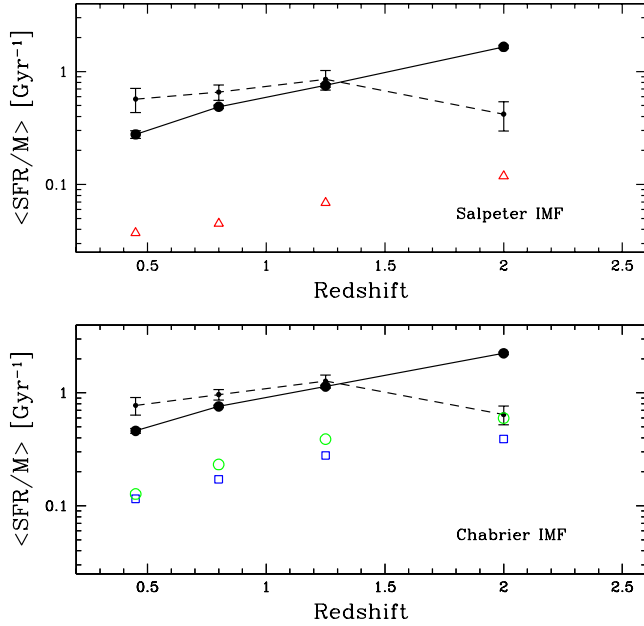 <SFR/M> [Gyr⁻¹]
1
0.1
Salpeter IMF
0.5
1
1.5
2
2.5
Redshift
<SFR/M> [Gyr⁻¹]
1
0.1
Chabrier IMF
0.5
1
1.5
2
2.5
Redshift